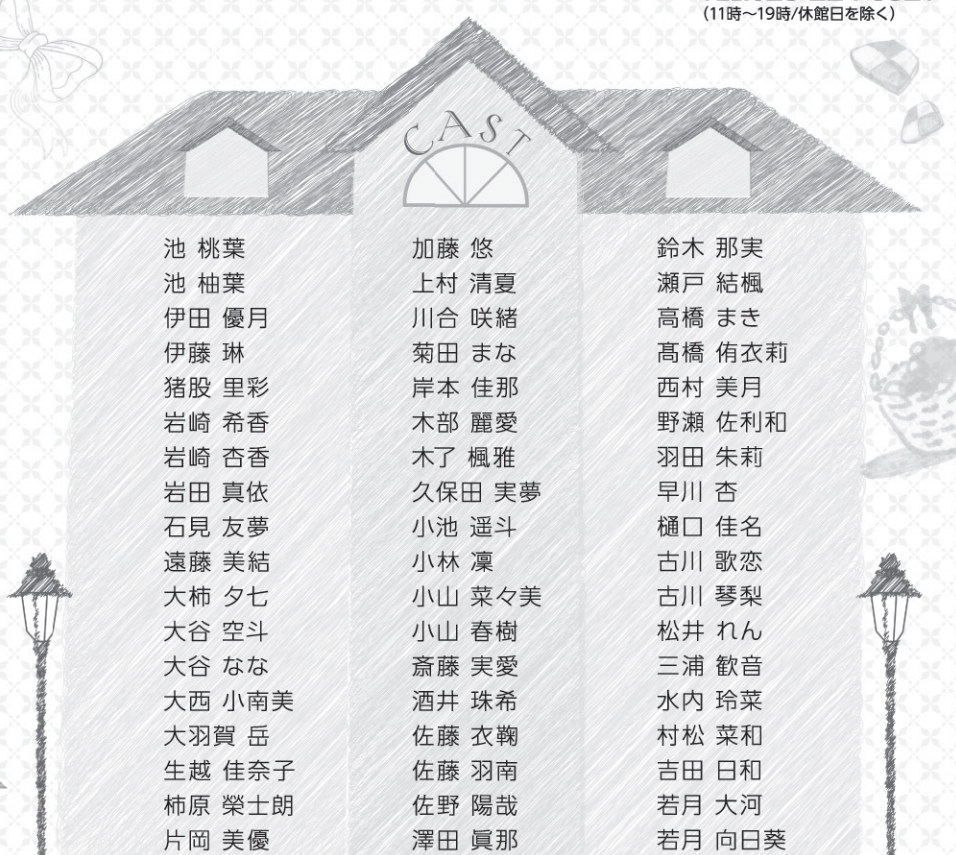 (11時～19時/休館日を除く)
CAST
池 桃葉
池 柚葉
伊田 優月
伊藤 琳
猪股 里彩
岩崎 希香
岩崎 杏香
岩田 真依
石見 友夢
遠藤 美結
大柿 夕七
大谷 空斗
大谷 なな
大西 小南美
大羽賀 岳
生越 佳奈子
柿原 榮士朗
片岡 美優
加藤 悠
上村 清夏
川合 咲緒
菊田 まな
岸本 佳那
木部 麗愛
木了 楓雅
久保田 実夢
小池 遥斗
小林 凜
小山 菜々美
小山 春樹
斎藤 実愛
酒井 珠希
佐藤 衣鞠
佐藤 羽南
佐野 陽哉
澤田 眞那
鈴木 那実
瀬戸 結楓
高橋 まき
髙橋 侑衣莉
西村 美月
野瀬 佐利和
羽田 朱莉
早川 杏
樋口 佳名
古川 歌恋
古川 琴梨
松井 れん
三浦 歓音
水内 玲菜
村松 菜和
吉田 日和
若月 大河
若月 向日葵